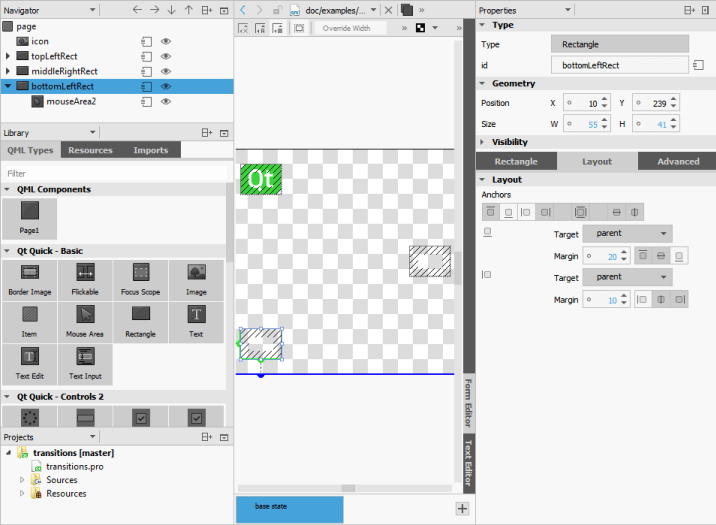 Navigator
page
icon
topLeftRect
middleRightRect
bottomLeftRect
mouseArea2
Library
QML Types Resources Imports
Filter
QML Components
Page1
Qt Quick - Basic
Border Image Flickable Focus Scope Image
Item Mouse Area Rectangle Text
Text Edit Text Input
Qt Quick - Controls 2
Projects
transitions [master]
transitions.pro
Sources
Resources
doc/examples/...
Override Width
Qt
Form Editor
Text Editor
base state
Properties
Type
Type Rectangle
id bottomLeftRect
Geometry
Position X 10 Y 239
Size W 55 H 41
Visibility
Rectangle Layout Advanced
Layout
Anchors
Target parent
Margin 20
Target parent
Margin 10